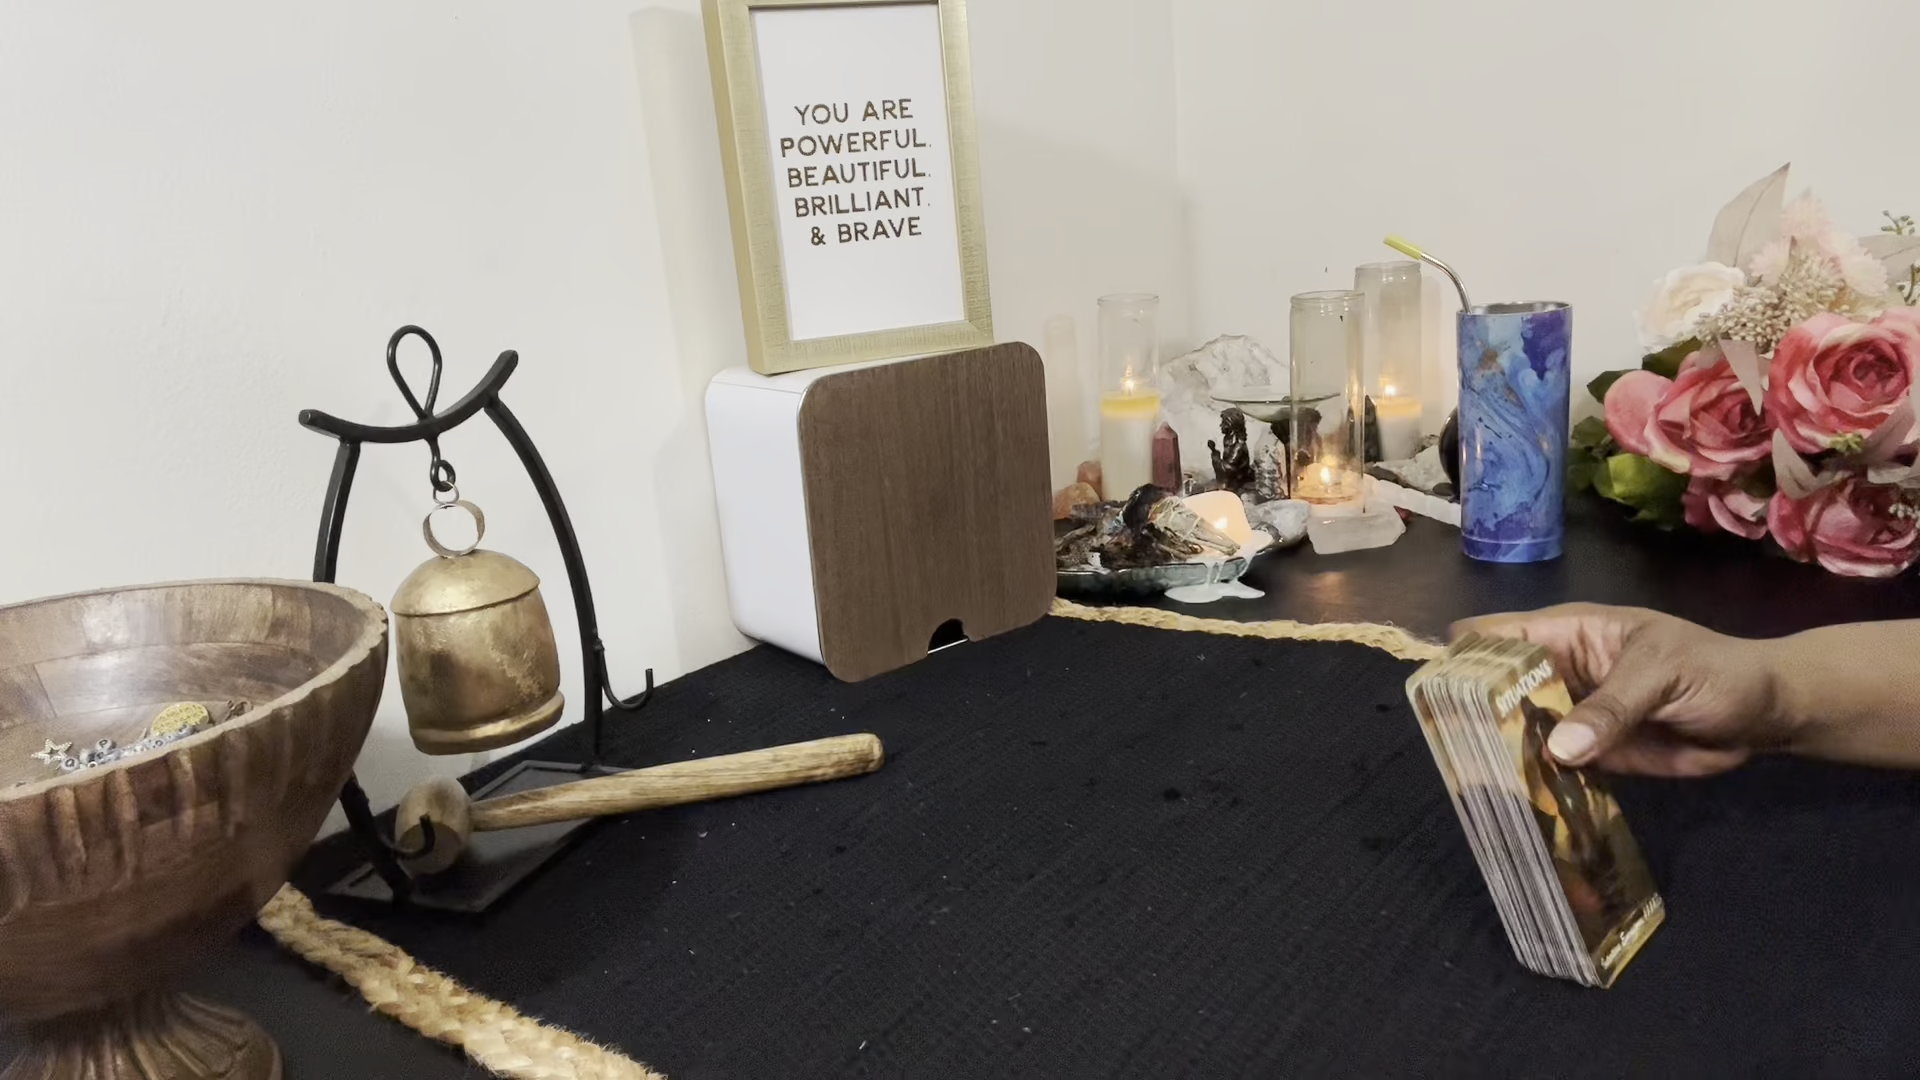 YOU ARE
POWERFUL.
BEAUTIFUL.
BRILLIANT.
& BRAVE
SITUATIONS